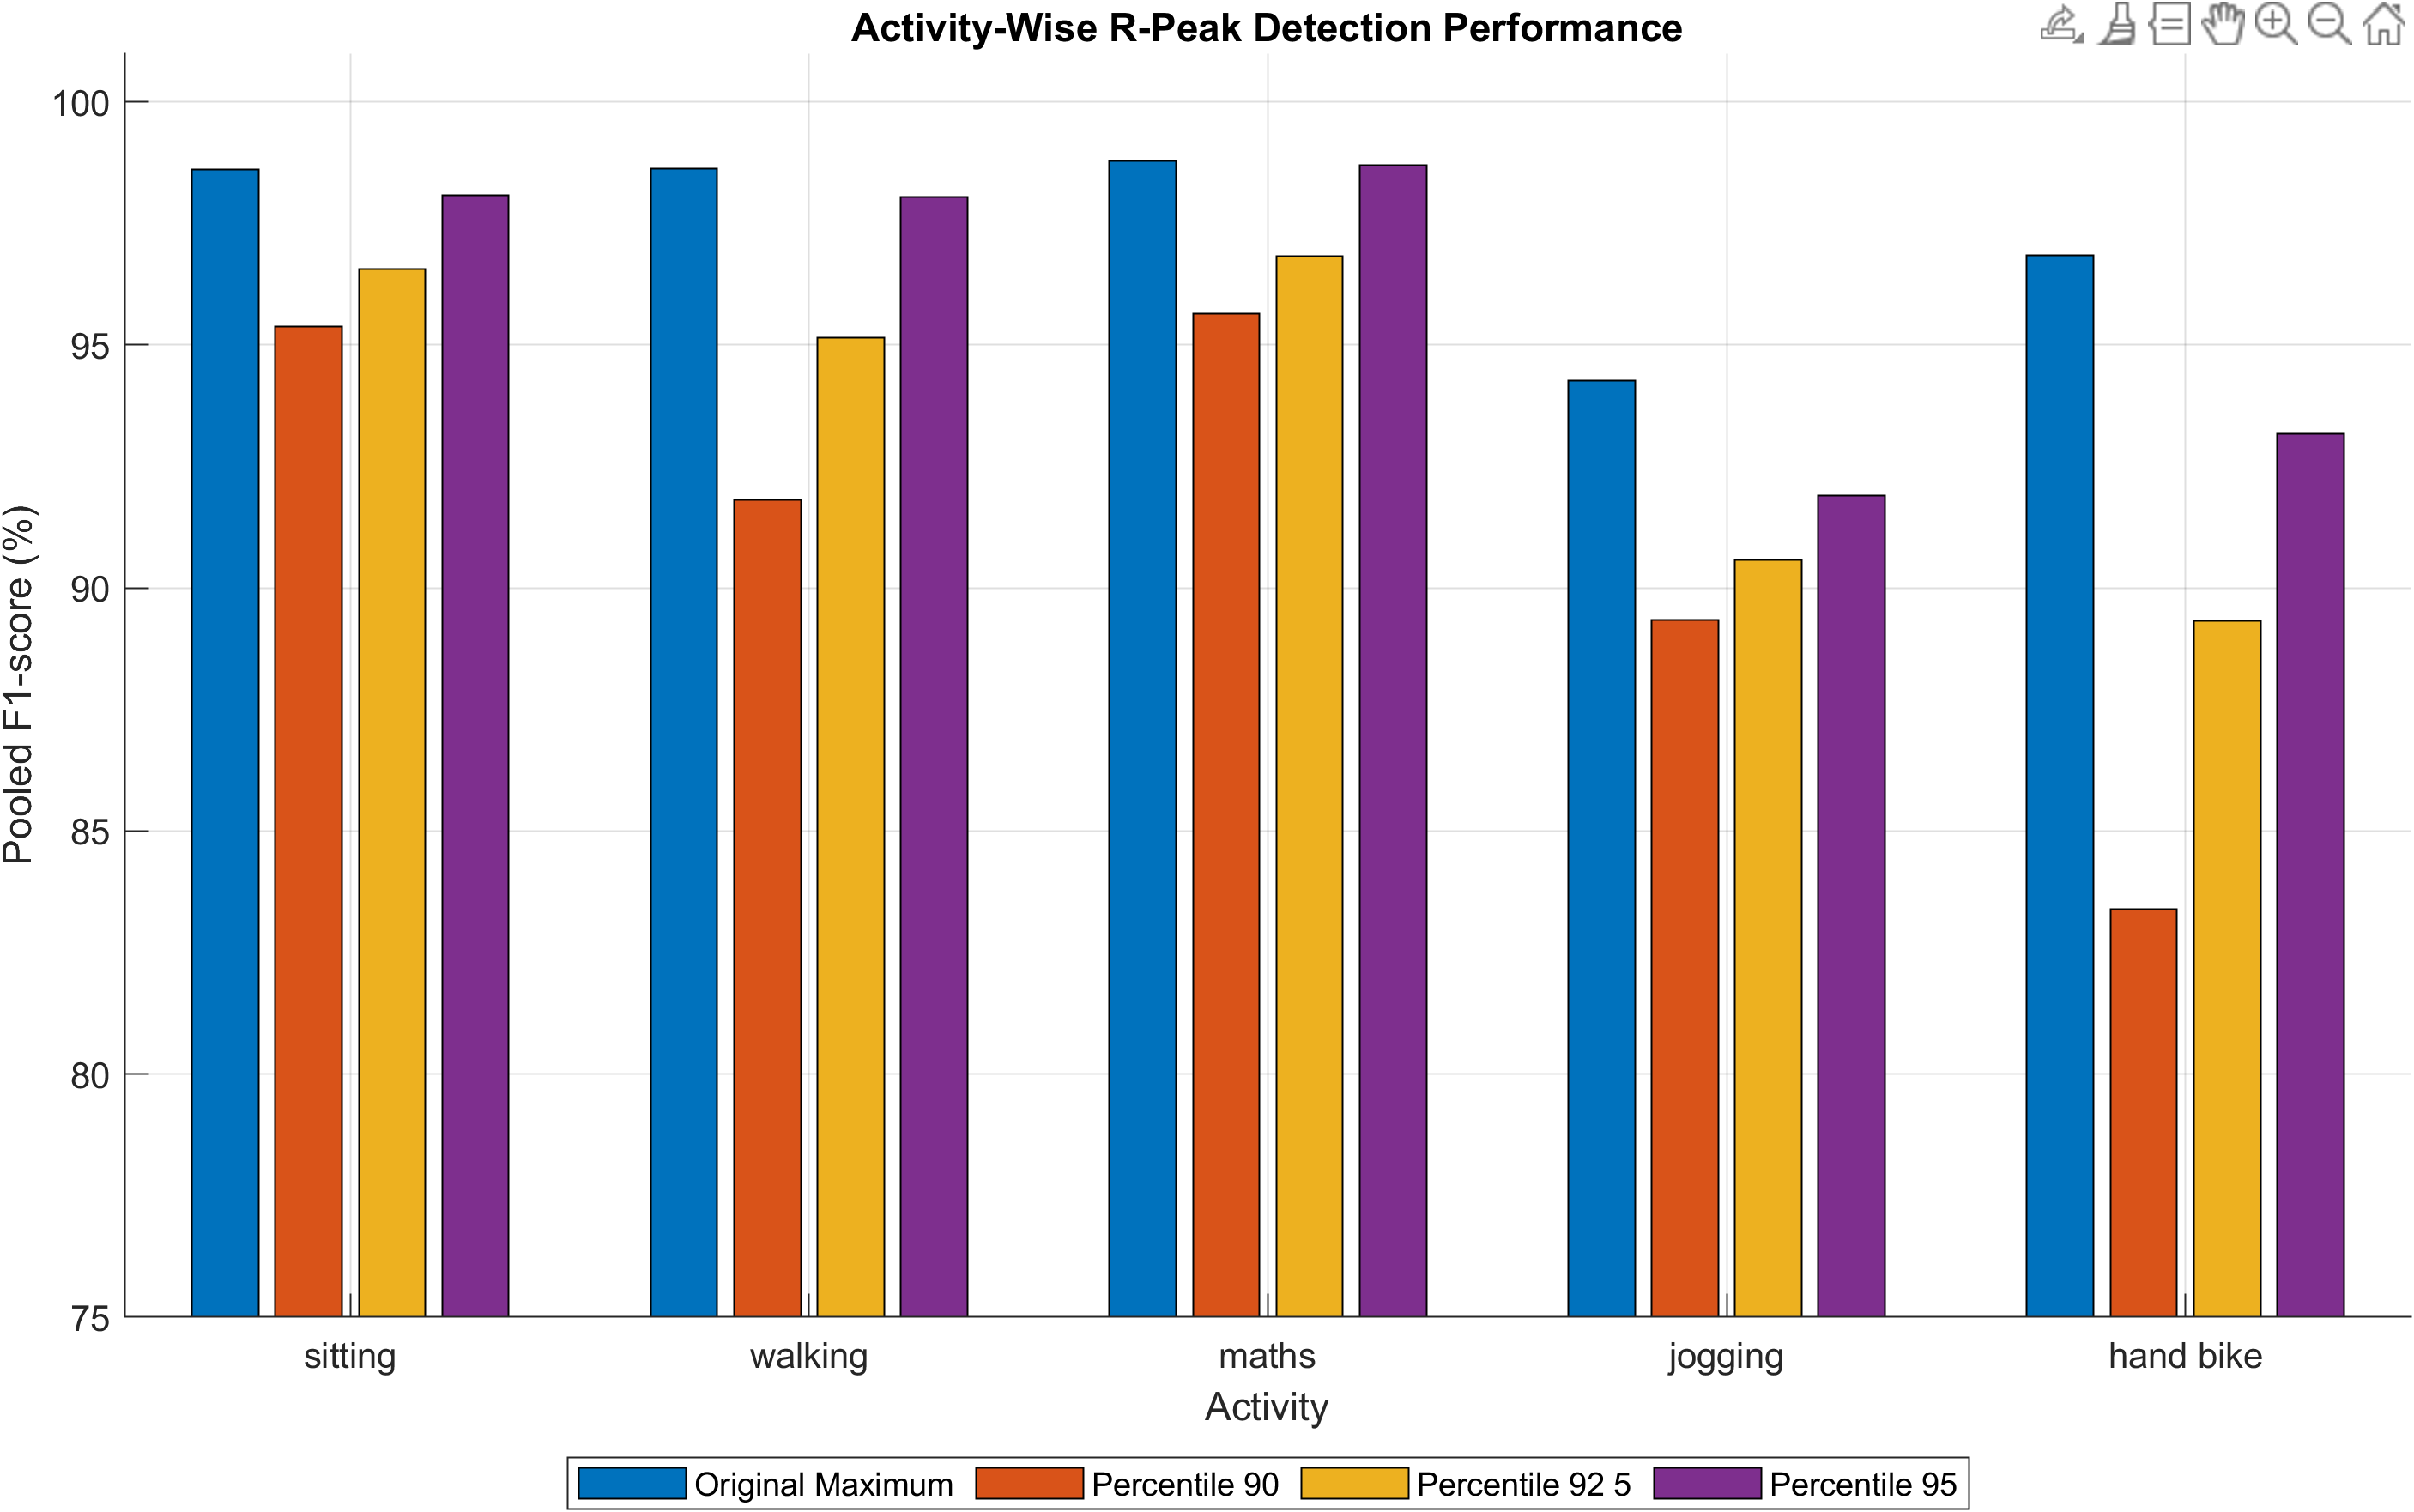 Activity-Wise R-Peak Detection Performance
Pooled F1-score (%)
100
95
90
85
80
75
sitting walking maths jogging hand bike
Activity
Original Maximum Percentile 90 Percentile 92 5 Percentile 95